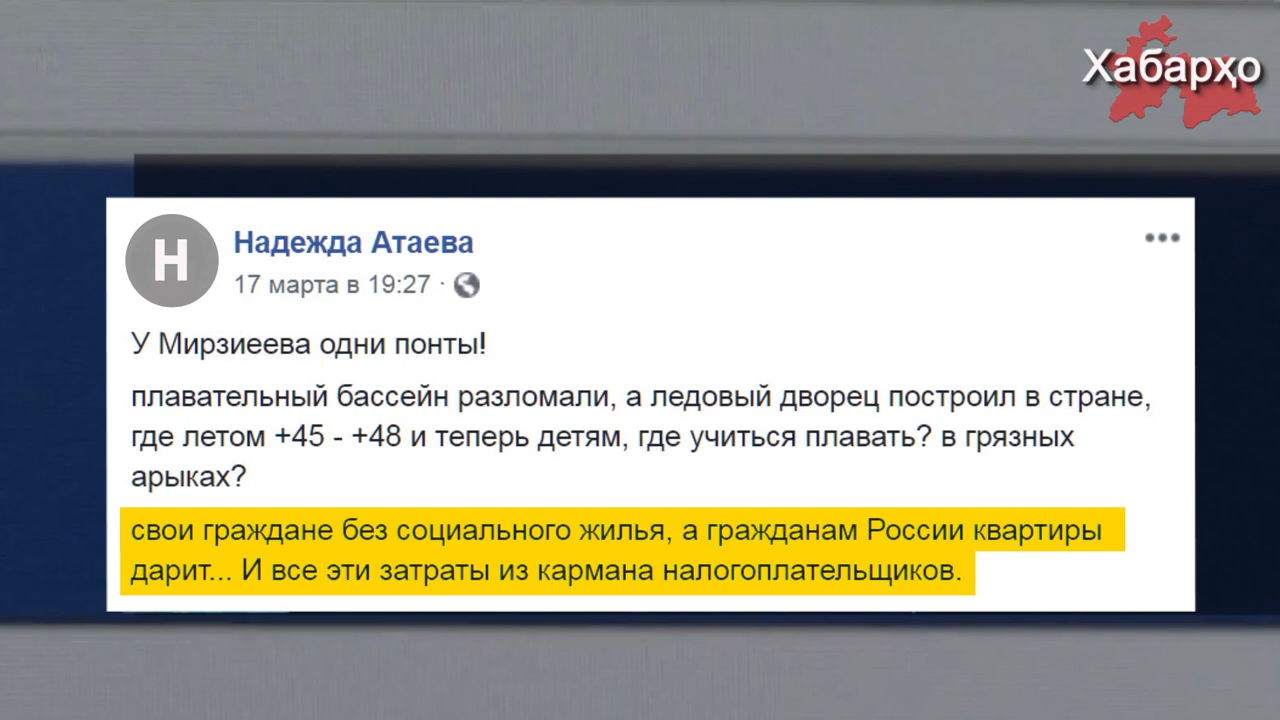 Хабарҳо
Н
Надежда Атаева
17 марта в 19:27 ·
У Мирзиеева одни понты!
плавательный бассейн разломали, а ледовый дворец построил в стране,
где летом +45 - +48 и теперь детям, где учиться плавать? в грязных
арыках?
свои граждане без социального жилья, а гражданам России квартиры
дарит... И все эти затраты из кармана налогоплательщиков.